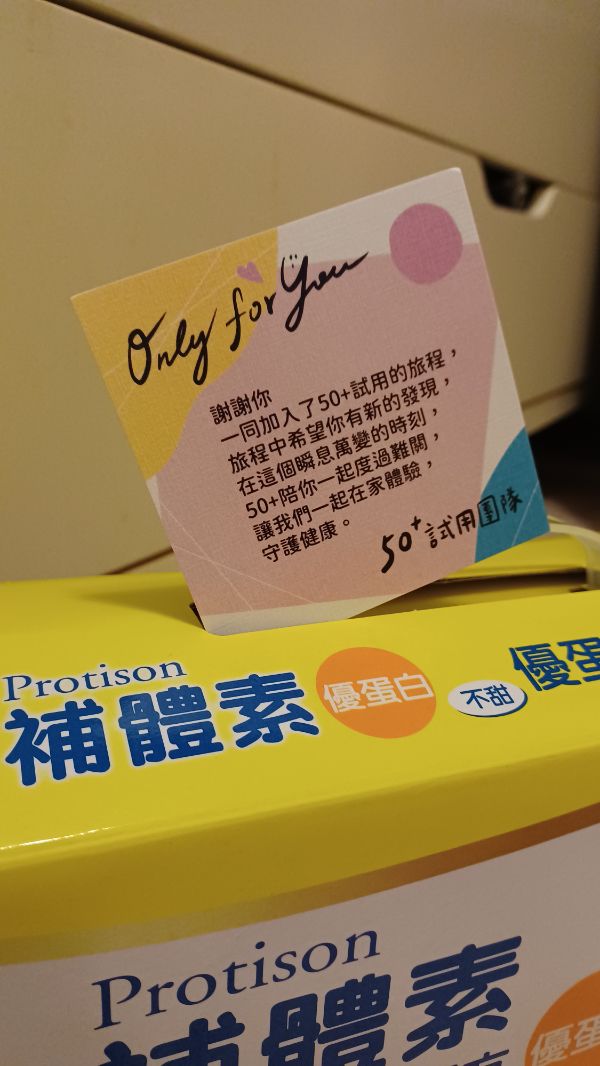 Only for You
謝謝你
一同加入了50+試用的旅程，
旅程中希望你有新的發現，
在這個瞬息萬變的時刻，
50+陪你一起度過難關，
讓我們一起在家體驗，
守護健康。
50+試用團隊
Protison
補體素 優蛋白 不甜 優蛋
Protison
補體素
優蛋